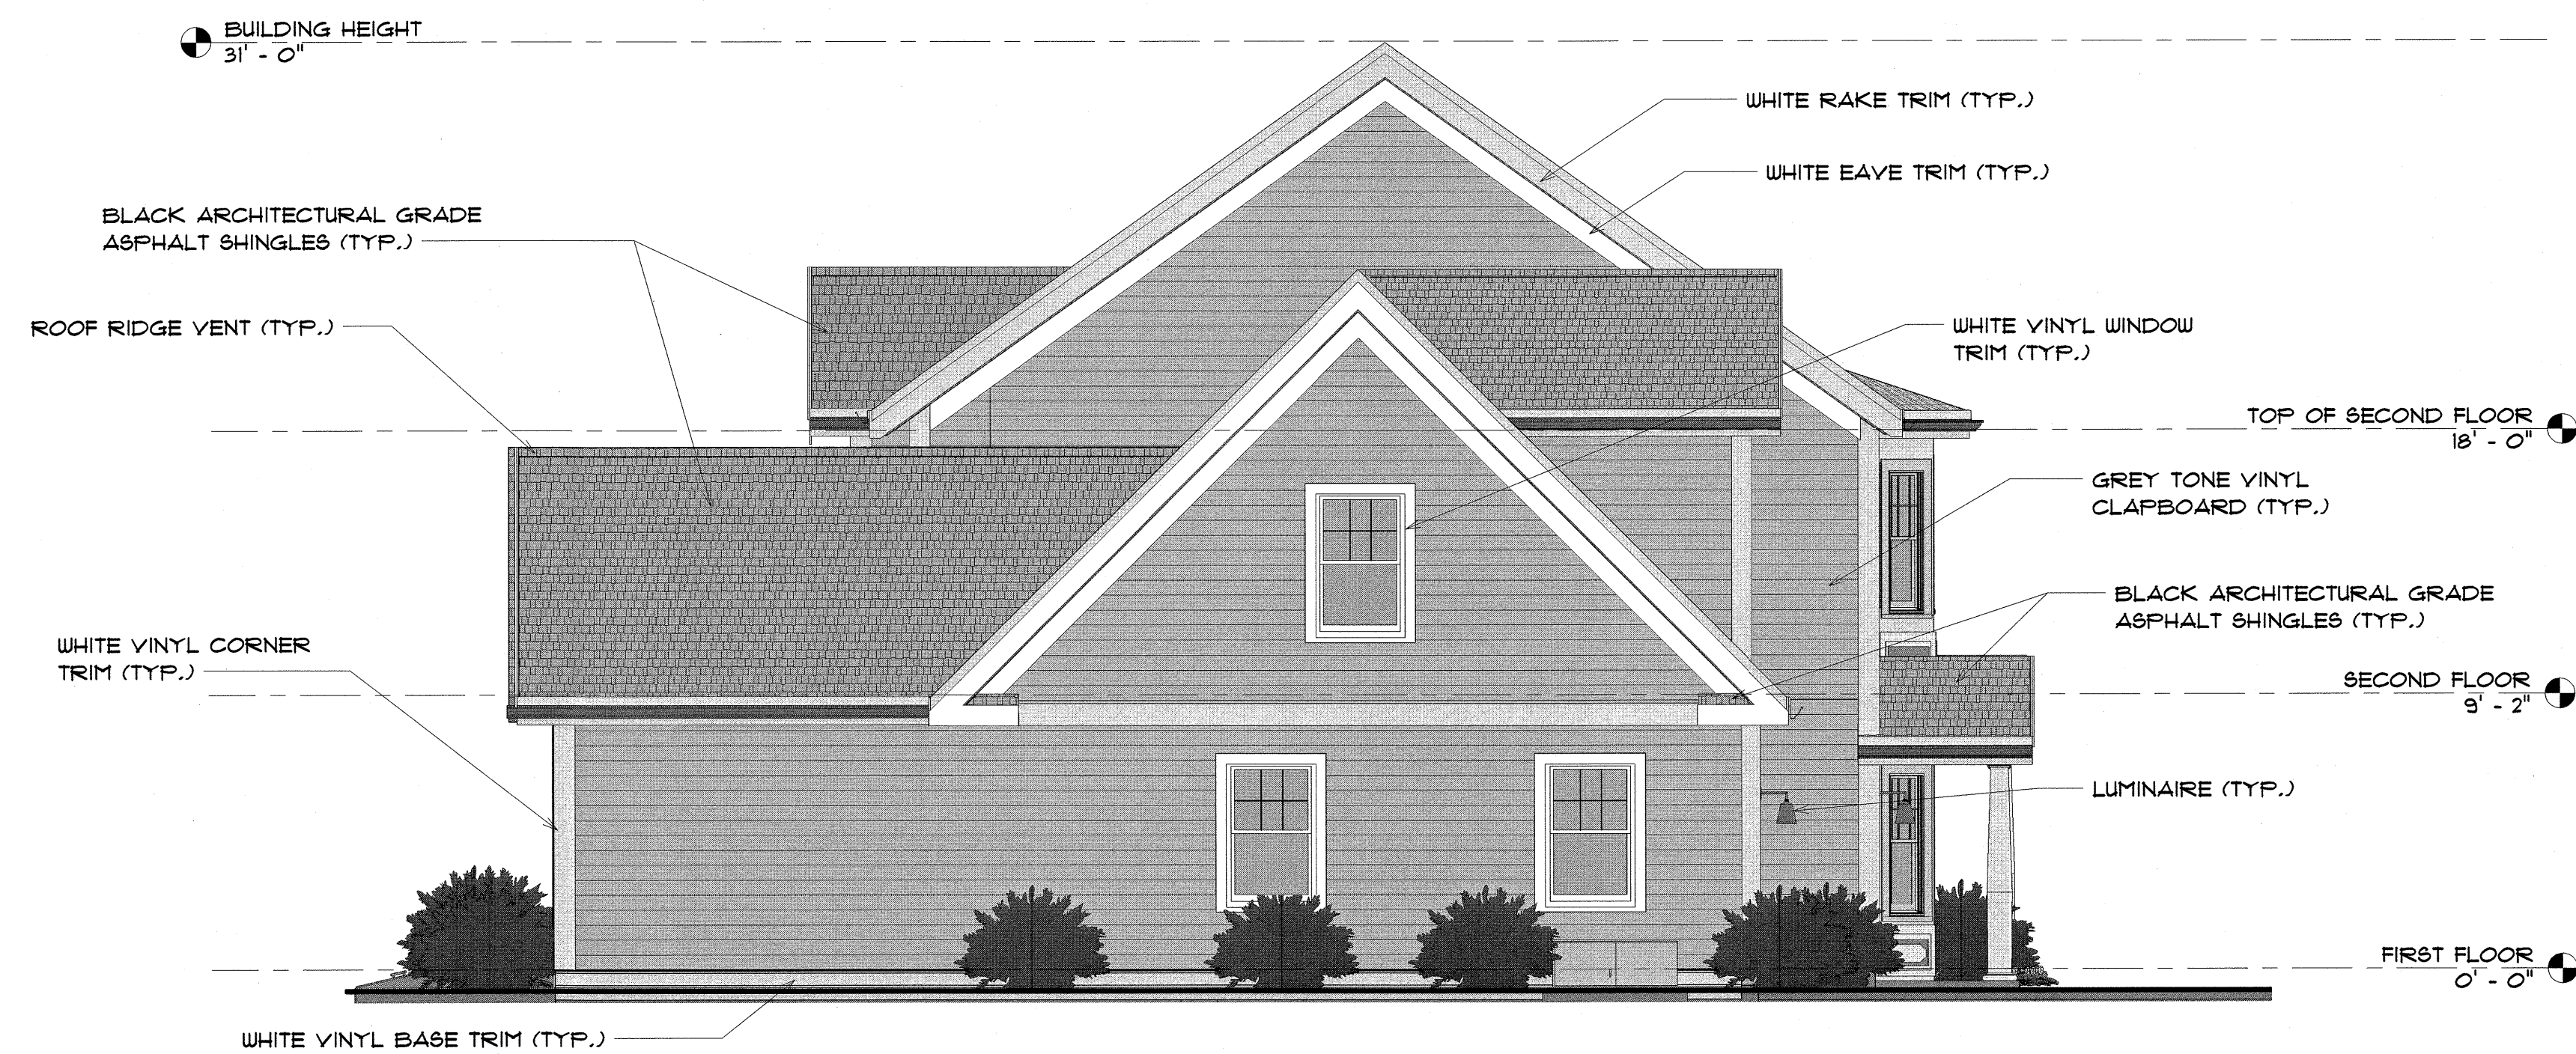 BUILDING HEIGHT
31' - 0"
WHITE RAKE TRIM (TYP.)
WHITE EAVE TRIM (TYP.)
BLACK ARCHITECTURAL GRADE
ASPHALT SHINGLES (TYP.)
ROOF RIDGE VENT (TYP.)
WHITE VINYL WINDOW
TRIM (TYP.)
TOP OF SECOND FLOOR
18' - 0"
GREY TONE VINYL
CLAPBOARD (TYP.)
BLACK ARCHITECTURAL GRADE
ASPHALT SHINGLES (TYP.)
WHITE VINYL CORNER
TRIM (TYP.)
SECOND FLOOR
9' - 2"
LUMINAIRE (TYP.)
FIRST FLOOR
0' - 0"
WHITE VINYL BASE TRIM (TYP.)